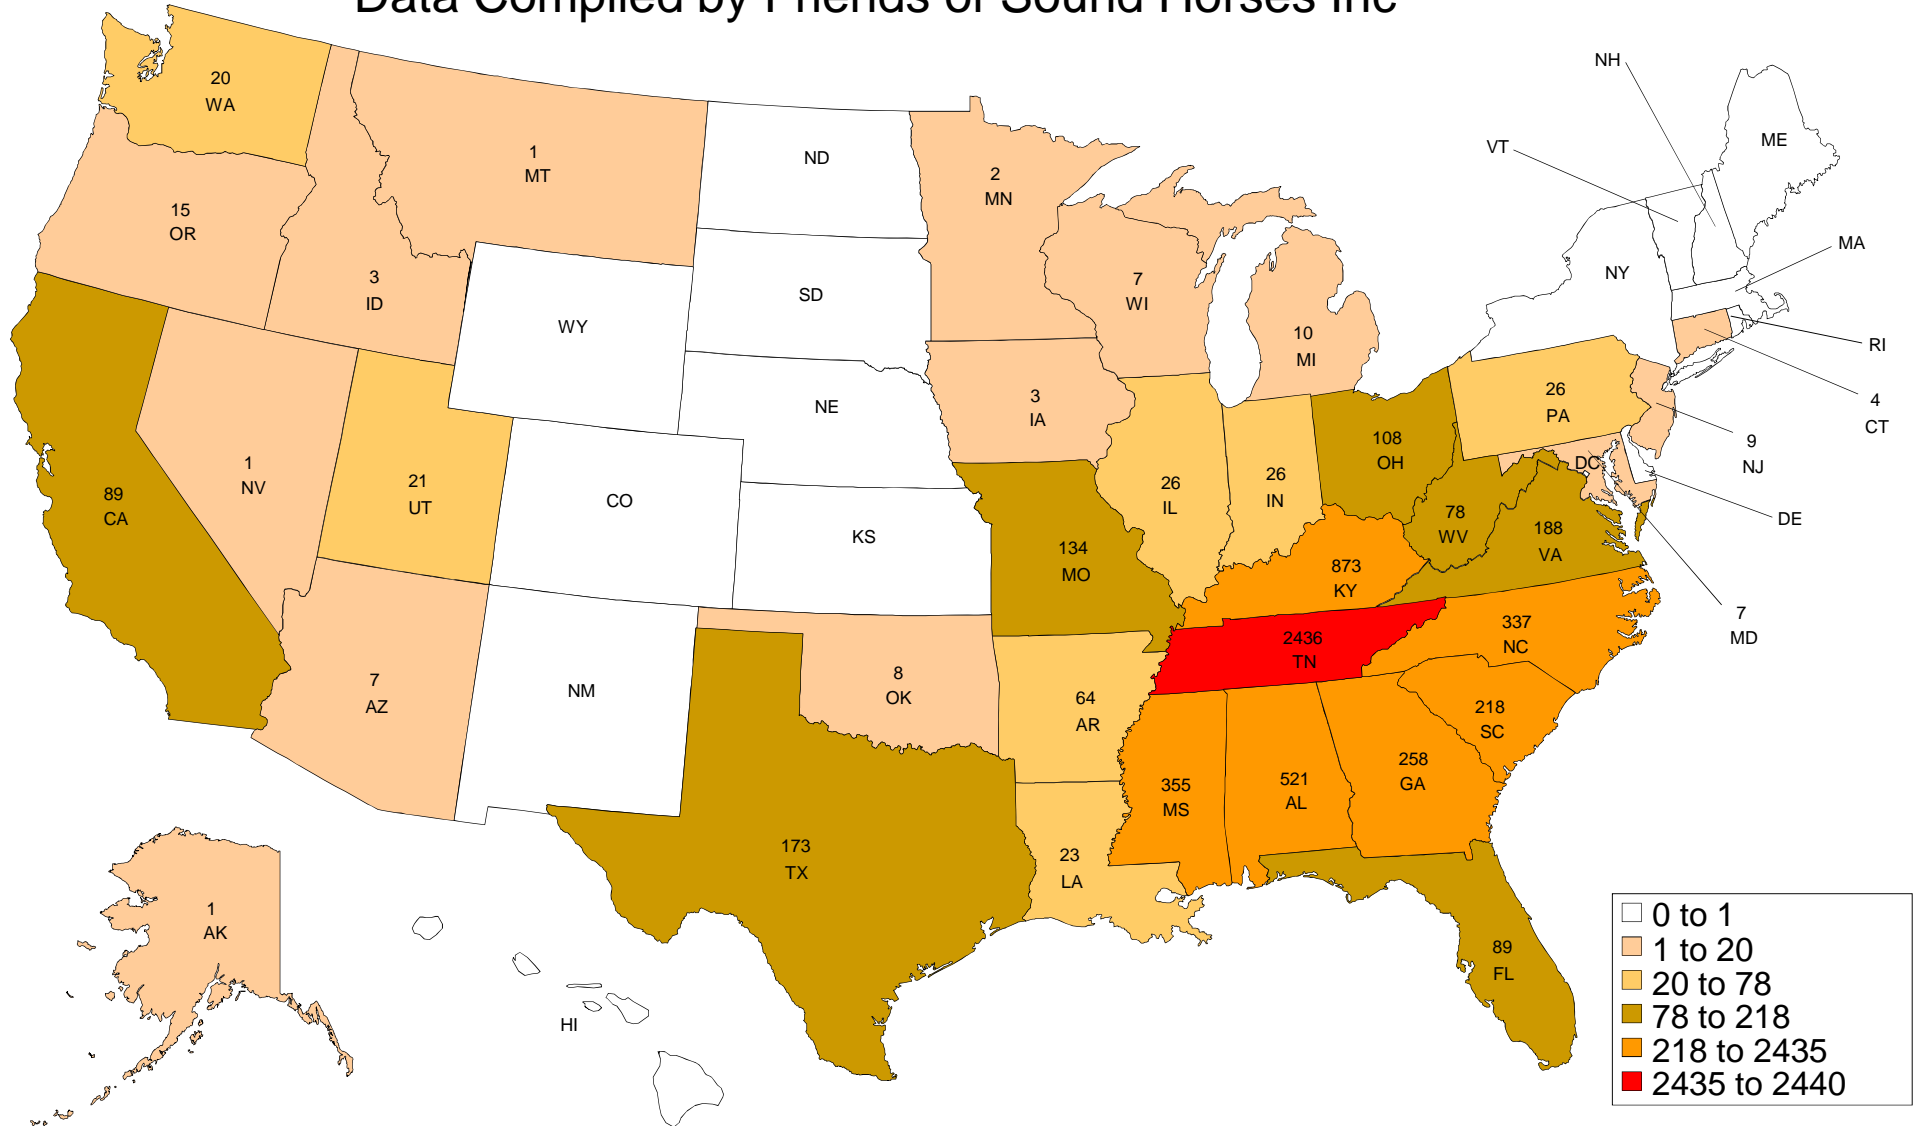 Data Compiled by Friends of Sound Horses Inc
20
WA
15
OR
3
ID
1
MT
ND
2
MN
SD
WY
NE
7
WI
10
MI
3
IA
NH
VT
ME
NY
MA
RI
4
CT
9
NJ
26
PA
DC
DE
7
MD
89
CA
1
NV
21
UT
CO
KS
134
MO
26
IL
26
IN
108
OH
78
WV
188
VA
873
KY
2436
TN
337
NC
218
SC
7
AZ
NM
8
OK
64
AR
355
MS
521
AL
258
GA
173
TX
23
LA
89
FL
1
AK
HI
0 to 1
1 to 20
20 to 78
78 to 218
218 to 2435
2435 to 2440